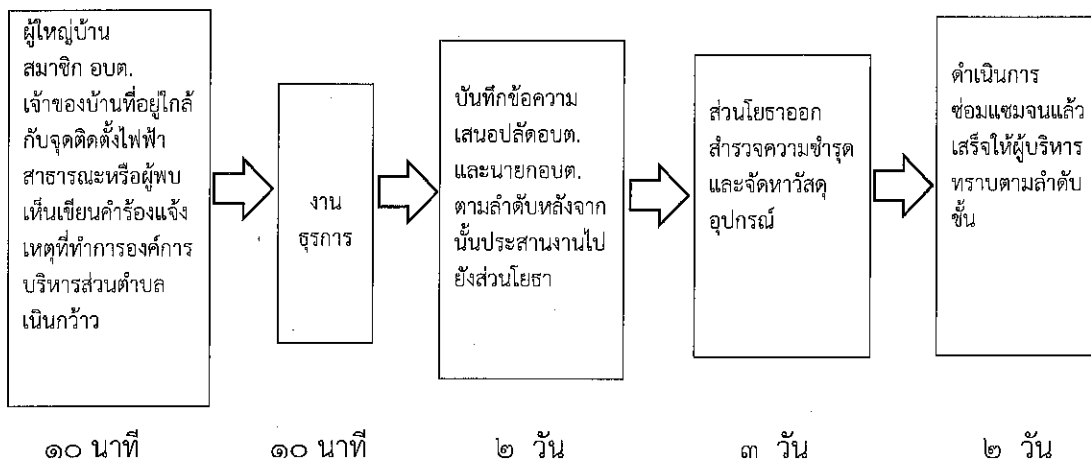 ผู้ใหญ่บ้าน
สมาชิก อบต.
เจ้าของบ้านที่อยู่ใกล้
กับจุดติดตั้งไฟฟ้า
สาธารณะหรือผู้พบ
เห็นเขียนคำร้องแจ้ง
เหตุที่ทำการองค์การ
บริหารส่วนตำบล
เนินกว้าว
งาน
ธุรการ
บันทึกข้อความ
เสนอปลัดอบต.
และนายกอบต.
ตามลำดับหลังจาก
นั้นประสานงานไป
ยังส่วนโยธา
ส่วนโยธาออก
สำรวจความชำรุด
และจัดหาวัสดุ
อุปกรณ์
ดำเนินการ
ซ่อมแซมจนแล้ว
เสร็จให้ผู้บริหาร
ทราบตามลำดับ
ชั้น
๑๐ นาที
๑๐ นาที
๒ วัน
๓ วัน
๒ วัน